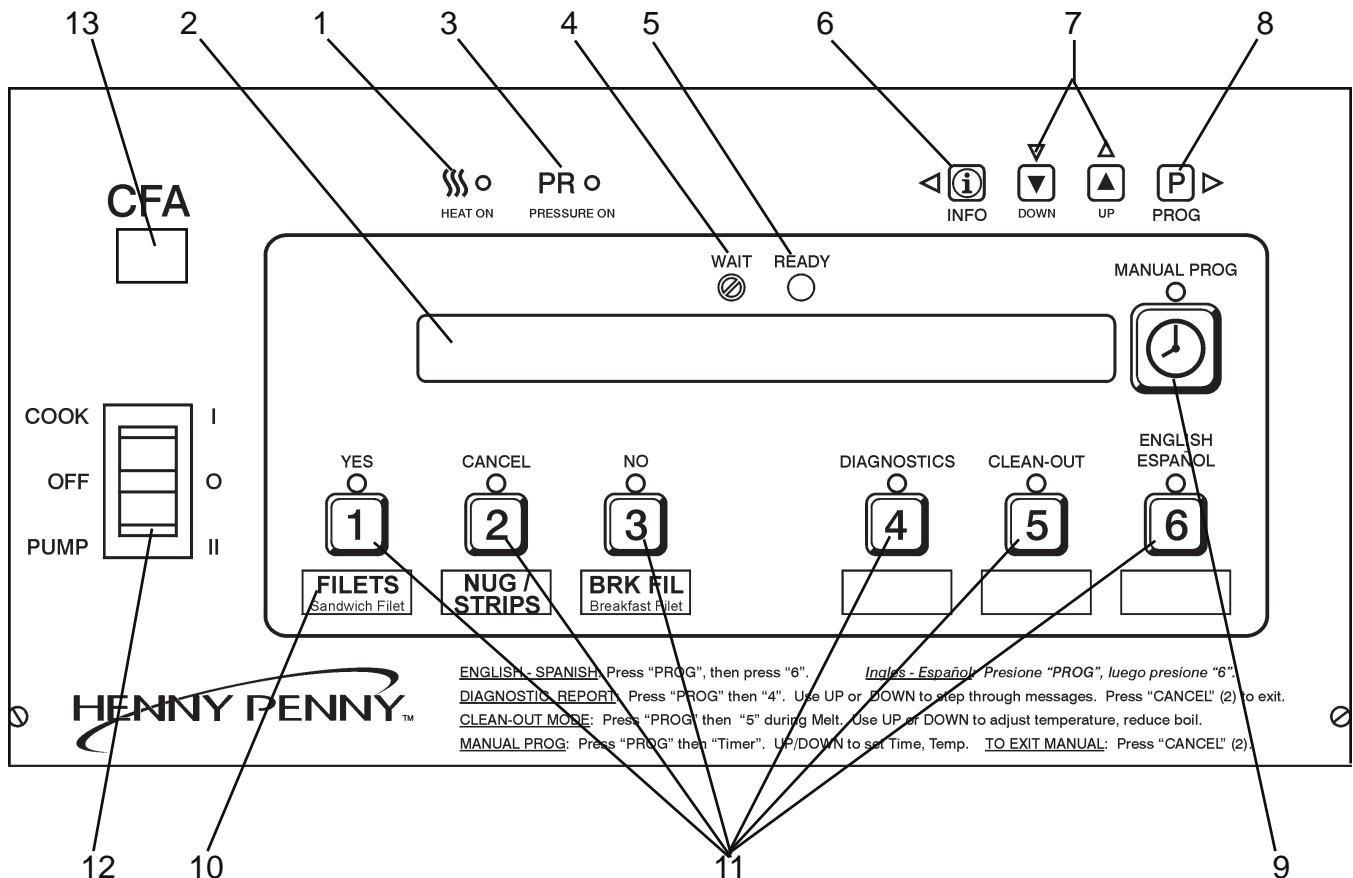 13 2 1 3 4 5 6 7 8
CFA
HEAT ON
PR
PRESSURE ON
INFO
DOWN
UP
P
PROG
WAIT
READY
MANUAL PROG
COOK I
OFF O
PUMP II
YES
CANCEL
NO
DIAGNOSTICS
CLEAN-OUT
ENGLISH
ESPAÑOL
1 2 3 4 5 6
FILETS
Sandwich Filet
NUG /
STRIPS
BRK FIL
Breakfast Filet
HENNY PENNY™
ENGLISH - SPANISH: Press “PROG”, then press “6”. Ingles - Español: Presione “PROG”, luego presione “6”.
DIAGNOSTIC REPORT: Press “PROG” then “4”. Use UP or DOWN to step through messages. Press “CANCEL” (2) to exit.
CLEAN-OUT MODE: Press “PROG” then “5” during Melt. Use UP or DOWN to adjust temperature, reduce boil.
MANUAL PROG: Press “PROG” then “Timer”. UP/DOWN to set Time, Temp. TO EXIT MANUAL: Press “CANCEL” (2).
12 10 11 9